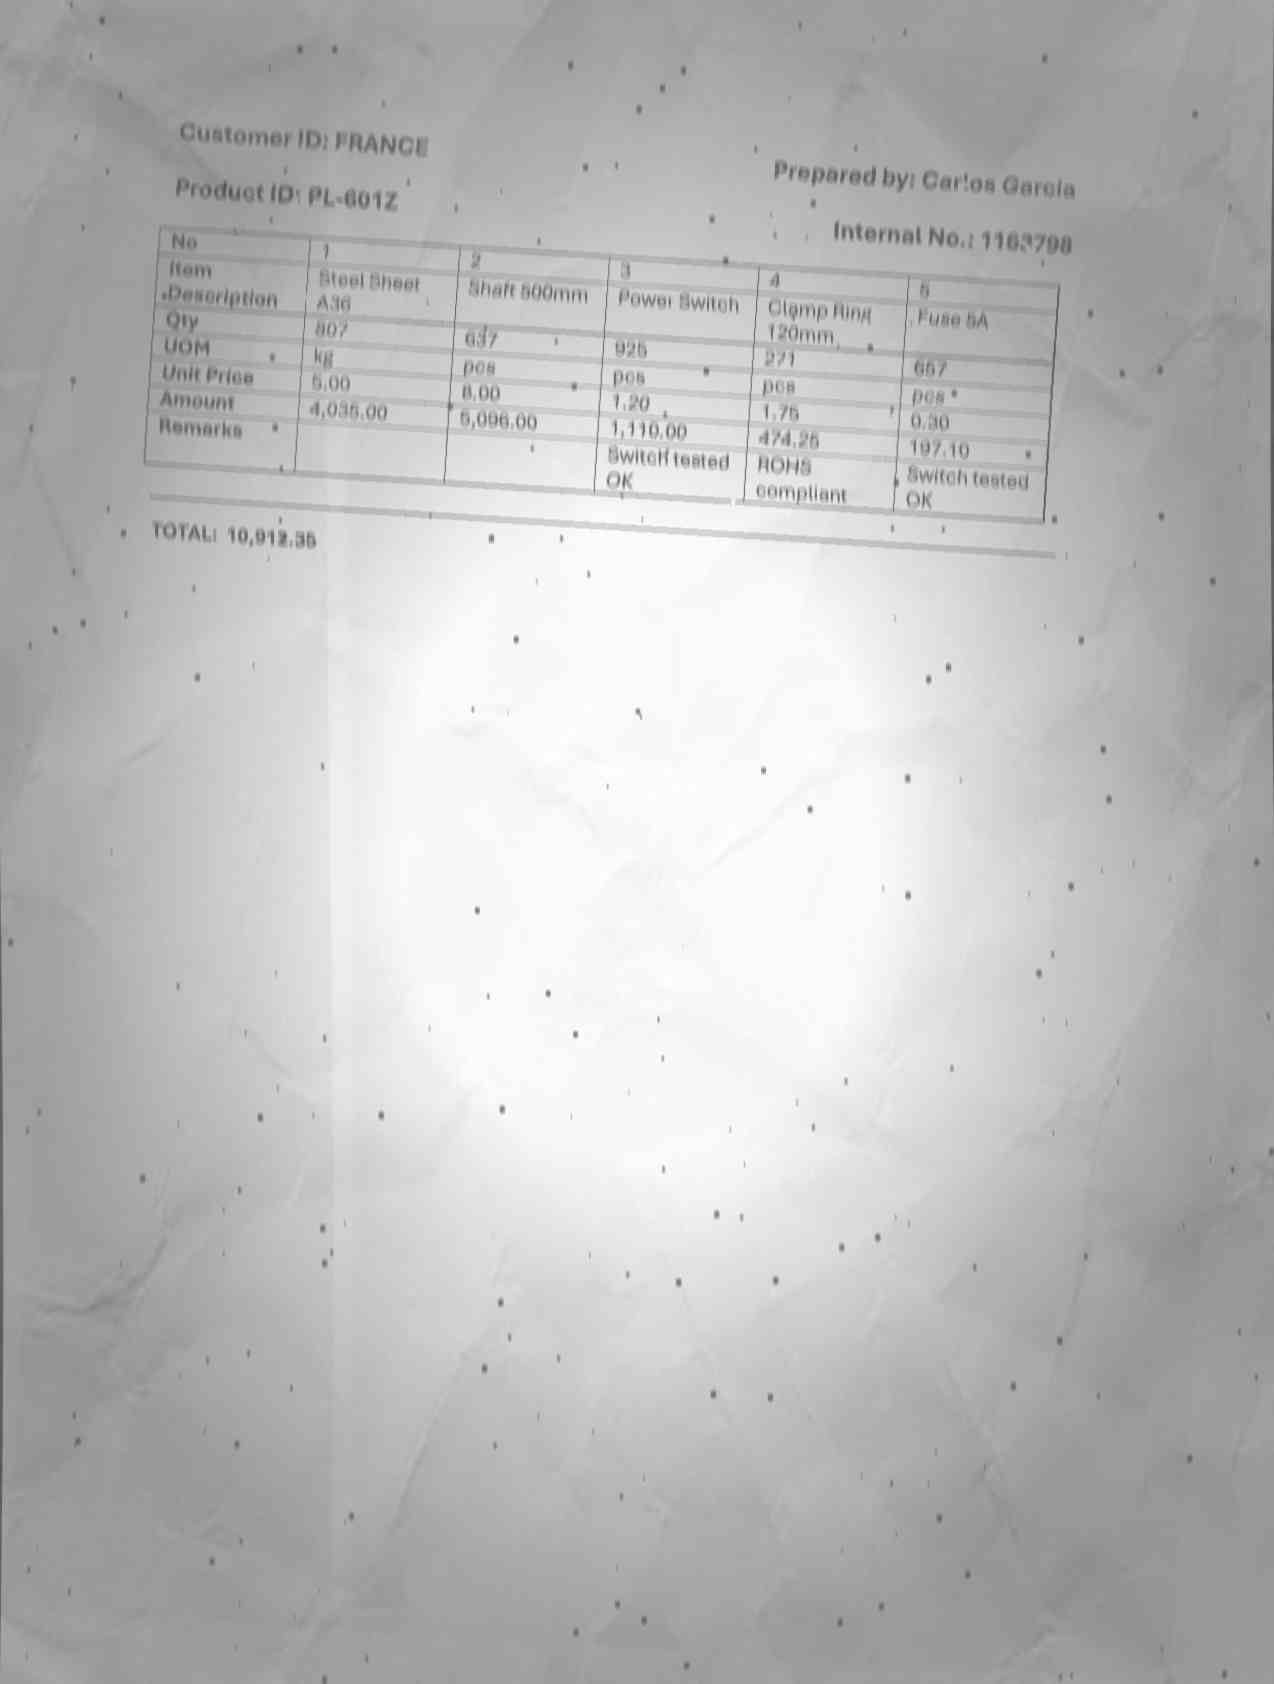 Customer ID: FRANCE
Prepared by: Carlos Garcia
Product ID: PL-601Z
Internal No.: 1163798
No 1 2 3 4 5
Item Description Steel Sheet A36 Shaft 500mm Power Switch Clamp Ring 120mm Fuse 5A
Qty 807 637 925 271 657
UOM kg pcs pcs pcs pcs
Unit Price 5.00 8.00 1.20 1.75 0.30
Amount 4,035.00 5,096.00 1,110.00 474.25 197.10
Remarks Switch tested OK ROHS compliant Switch tested OK
TOTAL: 10,912.35